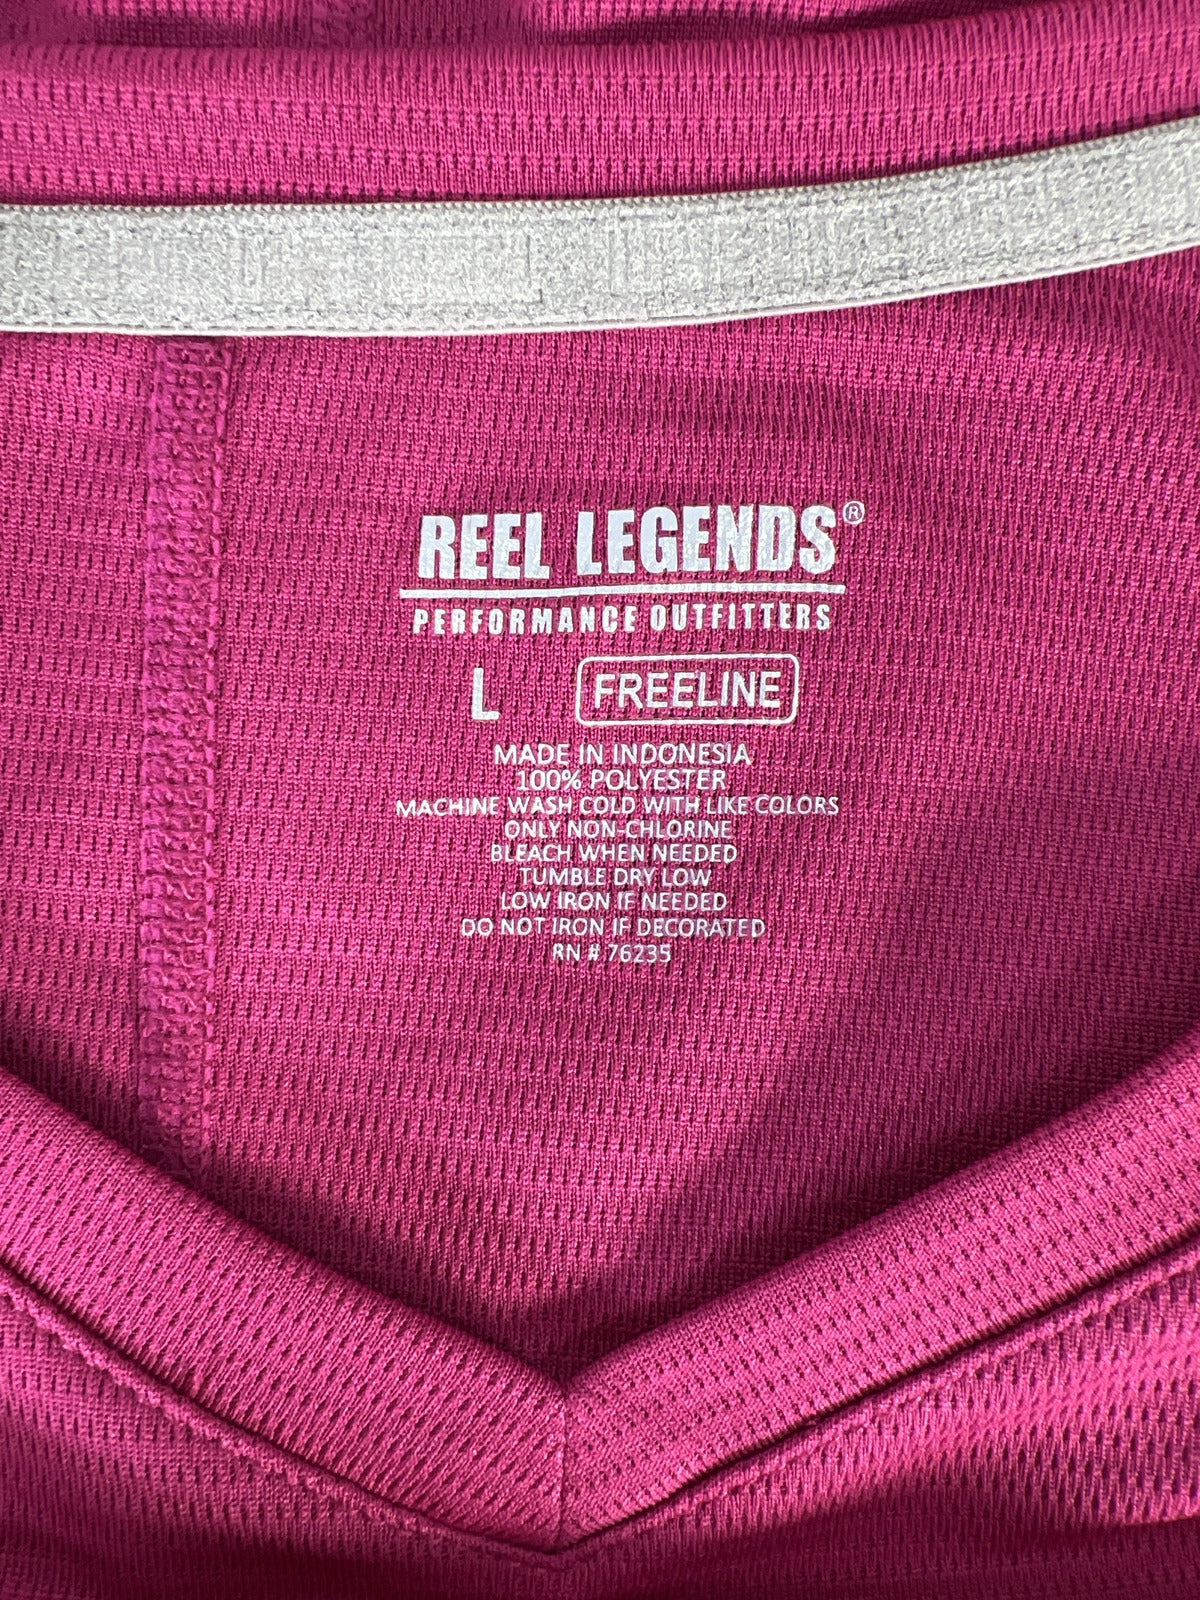 REEL LEGENDS®
PERFORMANCE OUTFITTERS
L FREELINE
MADE IN INDONESIA
100% POLYESTER
MACHINE WASH COLD WITH LIKE COLORS
ONLY NON-CHLORINE
BLEACH WHEN NEEDED
TUMBLE DRY LOW
LOW IRON IF NEEDED
DO NOT IRON IF DECORATED
RN # 76235